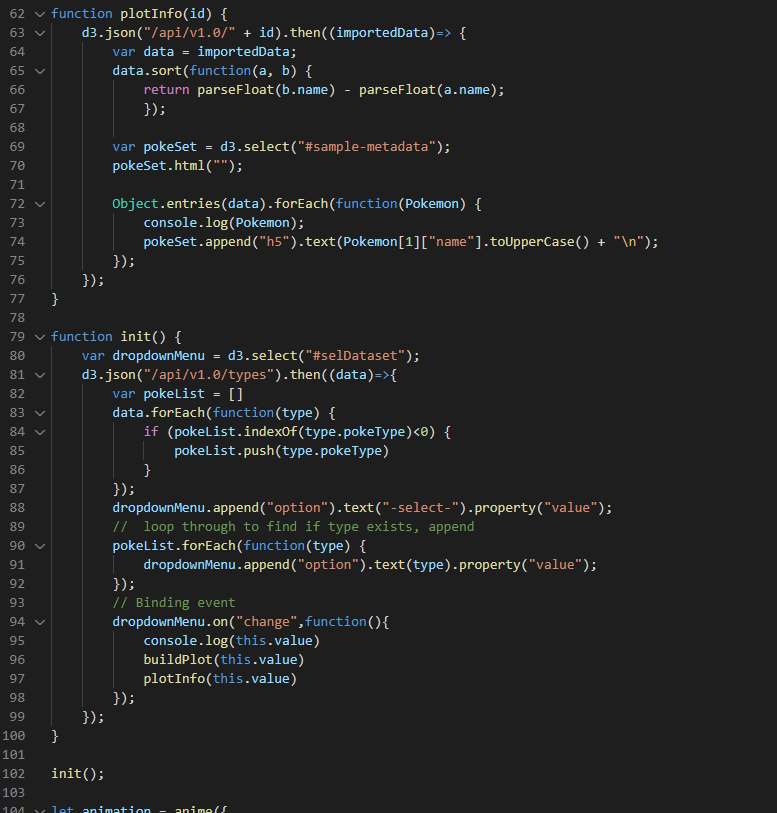 62 function plotInfo(id) {
63     d3.json("/api/v1.0/" + id).then((importedData)=> {
64         var data = importedData;
65         data.sort(function(a, b) {
66             return parseFloat(b.name) - parseFloat(a.name);
67             });
68
69         var pokeSet = d3.select("#sample-metadata");
70         pokeSet.html("");
71
72         Object.entries(data).forEach(function(Pokemon) {
73             console.log(Pokemon);
74             pokeSet.append("h5").text(Pokemon[1]["name"].toUpperCase() + "\n");
75         });
76     });
77 }
78
79 function init() {
80     var dropdownMenu = d3.select("#selDataset");
81     d3.json("/api/v1.0/types").then((data)=>{
82         var pokeList = []
83         data.forEach(function(type) {
84             if (pokeList.indexOf(type.pokeType)<0) {
85                 pokeList.push(type.pokeType)
86             }
87         });
88         dropdownMenu.append("option").text("-select-").property("value");
89         //  loop through to find if type exists, append
90         pokeList.forEach(function(type) {
91             dropdownMenu.append("option").text(type).property("value");
92         });
93         // Binding event
94         dropdownMenu.on("change",function(){
95             console.log(this.value)
96             buildPlot(this.value)
97             plotInfo(this.value)
98         });
99     });
100 }
101
102 init();
103
104 let animation = anime({